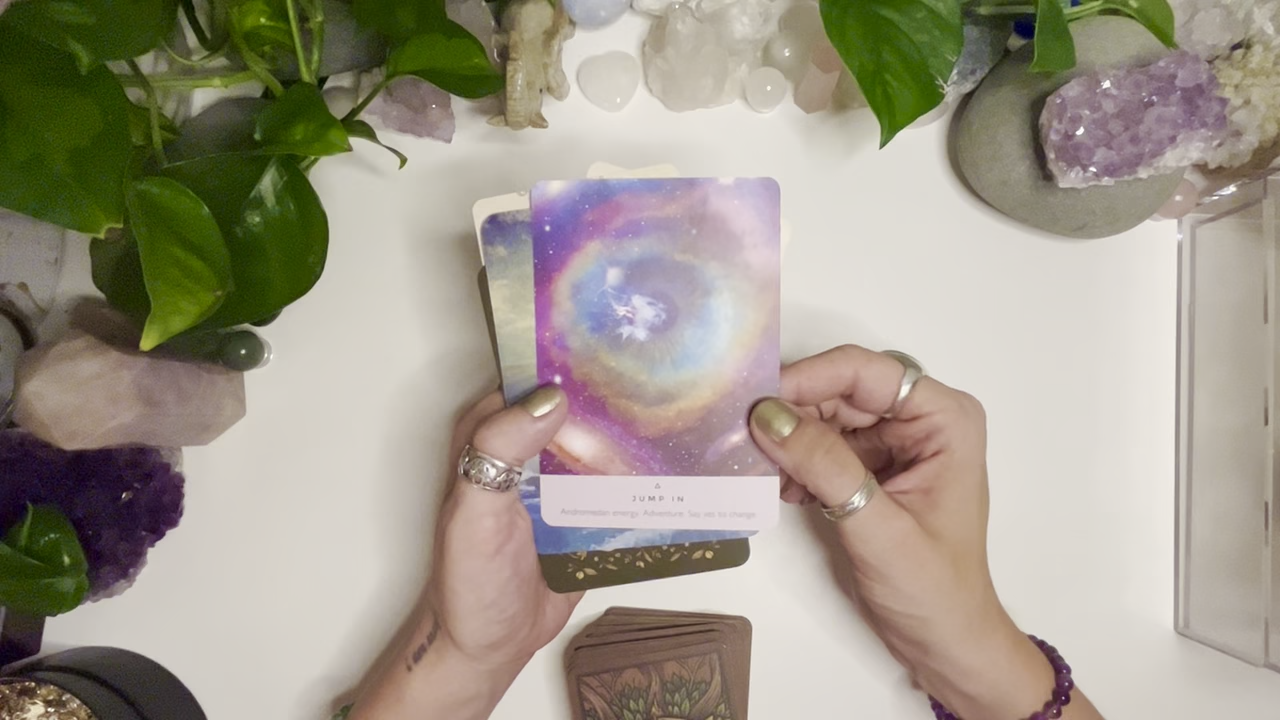 JUMP IN
Andromedan energy. Adventure. Say yes to change.